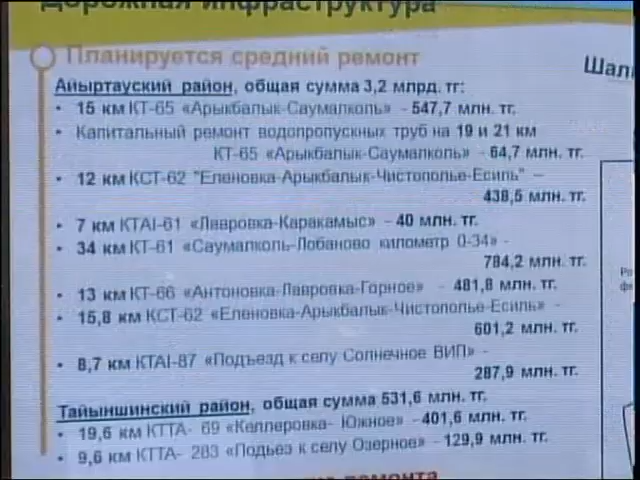 Дорожная инфраструктура
Планируется средний ремонт
Шал
Айыртауский район, общая сумма 3,2 млрд. тг:
• 15 км КТ-65 «Арыкбалык-Саумалколь» - 547,7 млн. тг.
• Капитальный ремонт водопропускных труб на 19 и 21 км
КТ-65 «Арыкбалык-Саумалколь» - 64,7 млн. тг.
• 12 км КСТ-62 "Еленовка-Арыкбалык-Чистополье-Есиль" –
438,5 млн. тг.
• 7 км KTAI-61 «Лавровка-Каракамыс» - 40 млн. тг.
• 34 км КТ-61 «Саумалколь-Лобаново километр 0-34» -
784,2 млн. тг.
• 13 км КТ-66 «Антоновка-Лавровка-Горное» - 481,8 млн. тг.
• 15,8 км КСТ-62 «Еленовка-Арыкбалык-Чистополье-Есиль» –
601,2 млн. тг.
• 8,7 км KTAI-87 «Подъезд к селу Солнечное ВИП» -
287,9 млн. тг.
Тайыншинский район, общая сумма 531,6 млн. тг.
• 19,6 км КТТА- 69 «Келлеровка- Южное» - 401,6 млн. тг.
• 9,6 км КТТА- 283 «Подьез к селу Озерное» - 129,9 млн. тг.
ремонта